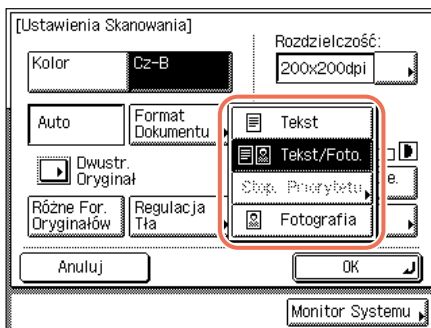 [Ustawienia Skanowania]
Rozdzielczość:
Kolor
Cz-B
200x200dpi
Auto
Format
Dokumentu
Tekst
Tekst/Foto.
Stop. Priorytetu
Fotografia
Dwustr.
Oryginał
e.
Różne For.
Oryginałów
Regulacja
Tła
Anuluj
OK
Monitor Systemu